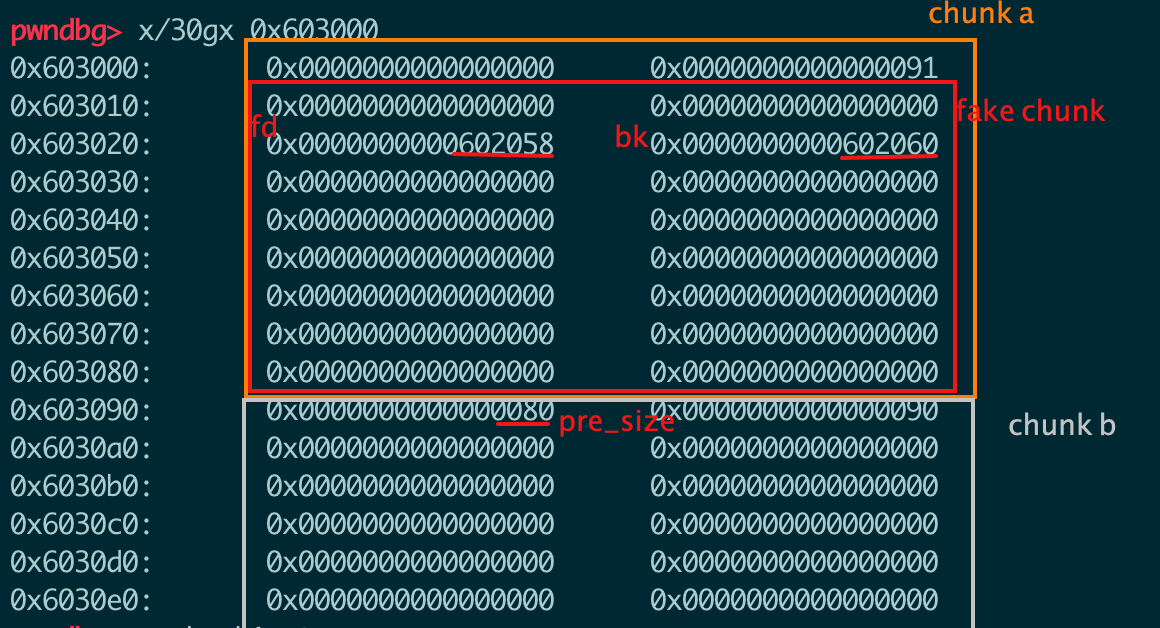 chunk a
pwndbg> x/30gx 0x603000
0x603000: 0x0000000000000000 0x0000000000000091
0x603010: 0x0000000000000000 0x0000000000000000 fake chunk
fd
0x603020: 0x0000000000602058 bk 0x0000000000602060
0x603030: 0x0000000000000000 0x0000000000000000
0x603040: 0x0000000000000000 0x0000000000000000
0x603050: 0x0000000000000000 0x0000000000000000
0x603060: 0x0000000000000000 0x0000000000000000
0x603070: 0x0000000000000000 0x0000000000000000
0x603080: 0x0000000000000000 0x0000000000000000
0x603090: 0x0000000000000080 pre_size 0x0000000000000090 chunk b
0x6030a0: 0x0000000000000000 0x0000000000000000
0x6030b0: 0x0000000000000000 0x0000000000000000
0x6030c0: 0x0000000000000000 0x0000000000000000
0x6030d0: 0x0000000000000000 0x0000000000000000
0x6030e0: 0x0000000000000000 0x0000000000000000